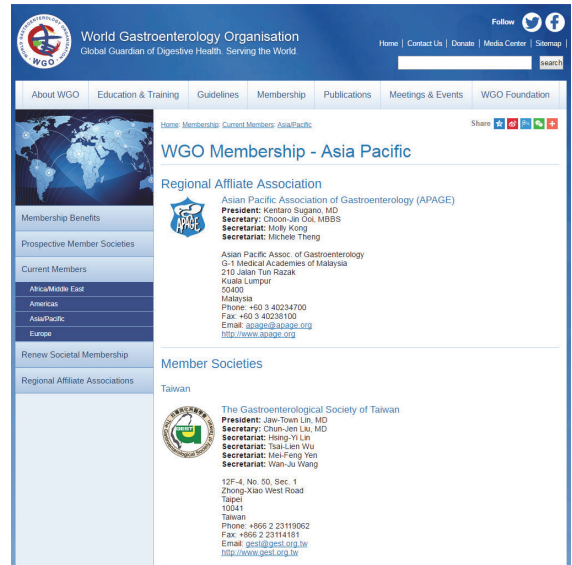 Follow
World Gastroenterology Organisation
Global Guardian of Digestive Health. Serving the World.
Home | Contact Us | Donate | Media Center | Sitemap |
search
WGO
About WGO Education & Training Guidelines Membership Publications Meetings & Events WGO Foundation
Home: Membership: Current Members: Asia/Pacific
Share
WGO Membership - Asia Pacific
Membership Benefits
Prospective Member Societies
Current Members
Africa/Middle East
Americas
Asia/Pacific
Europe
Renew Societal Membership
Regional Affiliate Associations
Regional Affliate Association
APAGE
Asian Pacific Association of Gastroenterology (APAGE)
President: Kentaro Sugano, MD
Secretary: Choon-Jin Ooi, MBBS
Secretariat: Molly Kong
Secretariat: Michele Theng
Asian Pacific Assoc. of Gastroenterology
G-1 Medical Academies of Malaysia
210 Jalan Tun Razak
Kuala Lumpur
50400
Malaysia
Phone: +60 3 40234700
Fax: +60 3 40238100
Email: apage@apage.org
http://www.apage.org
Member Societies
Taiwan
GEST
The Gastroenterological Society of Taiwan
President: Jaw-Town Lin, MD
Secretary: Chun-Jen Liu, MD
Secretariat: Hsing-Yi Lin
Secretariat: Tsai-Lien Wu
Secretariat: Mei-Feng Yen
Secretariat: Wan-Ju Wang
12F-4, No. 50, Sec. 1
Zhong-Xiao West Road
Taipei
10041
Taiwan
Phone: +866 2 23119062
Fax: +866 2 23114181
Email: gest@gest.org.tw
http://www.gest.org.tw